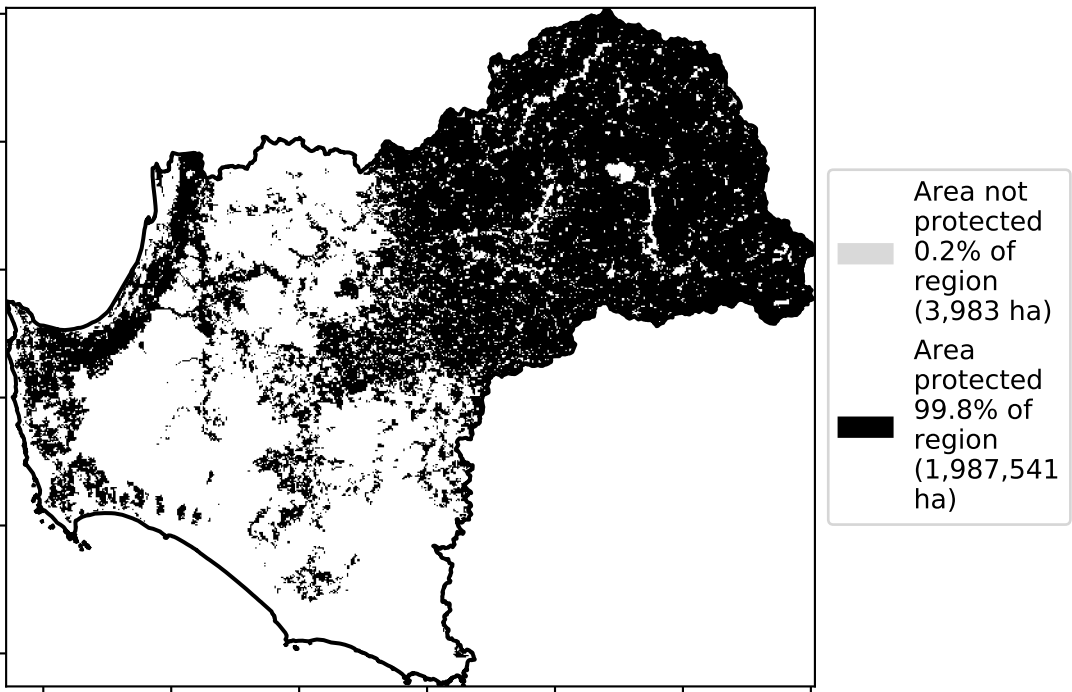 Area not
protected
0.2% of
region
(3,983 ha)
Area
protected
99.8% of
region
(1,987,541
ha)